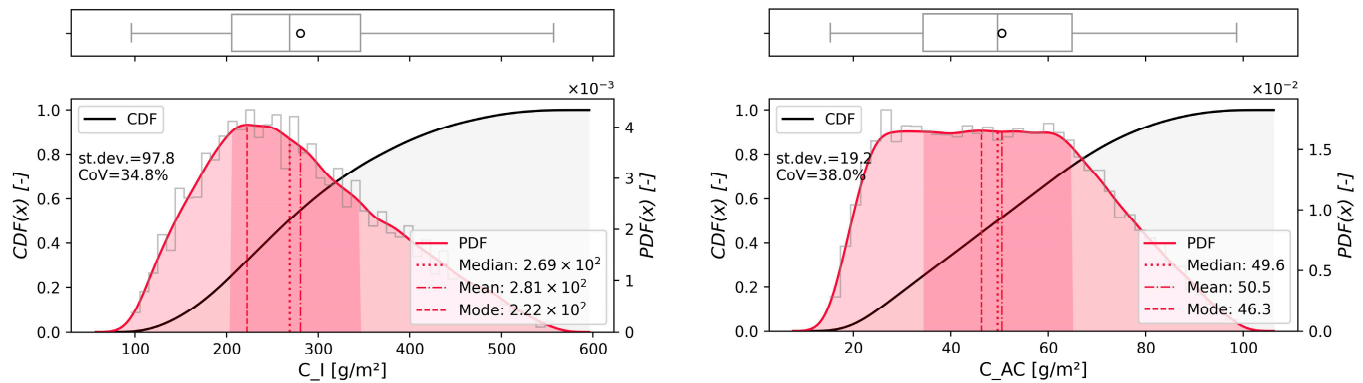 ×10⁻³
1.0
0.8
0.6
0.4
0.2
0.0
CDF(x) [-]
CDF
st.dev.=97.8
CoV=34.8%
PDF
Median: 2.69 × 10²
Mean: 2.81 × 10²
Mode: 2.22 × 10²
4
3
2
1
0
PDF(x) [-]
100 200 300 400 500 600
C_I [g/m²]
×10⁻²
1.0
0.8
0.6
0.4
0.2
0.0
CDF(x) [-]
CDF
st.dev.=19.2
CoV=38.0%
PDF
Median: 49.6
Mean: 50.5
Mode: 46.3
1.5
1.0
0.5
0.0
PDF(x) [-]
20 40 60 80 100
C_AC [g/m²]